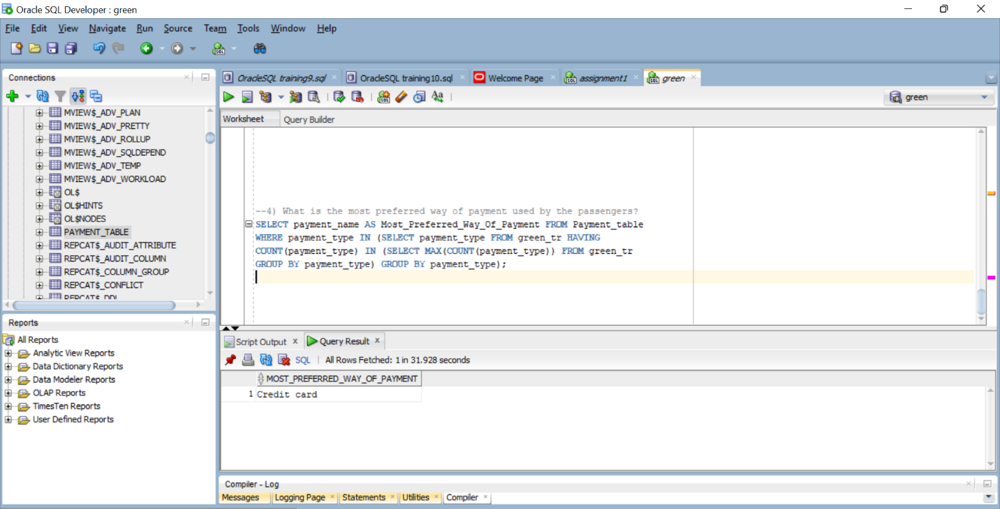 Oracle SQL Developer : green
File Edit View Navigate Run Source Team Tools Window Help
Connections
MVIEW$_ADV_PLAN
MVIEW$_ADV_PRETTY
MVIEW$_ADV_ROLLUP
MVIEW$_ADV_SQLDEPEND
MVIEW$_ADV_TEMP
MVIEW$_ADV_WORKLOAD
OL$
OL$HINTS
OL$NODES
PAYMENT_TABLE
REPCAT$_AUDIT_ATTRIBUTE
REPCAT$_AUDIT_COLUMN
REPCAT$_COLUMN_GROUP
REPCAT$_CONFLICT
REPCAT$_DDL
Reports
All Reports
Analytic View Reports
Data Dictionary Reports
Data Modeler Reports
OLAP Reports
TimesTen Reports
User Defined Reports
OracleSQL training9.sql OracleSQL training10.sql Welcome Page assignment1 green
green
Worksheet Query Builder
--4) What is the most preferred way of payment used by the passengers?
SELECT payment_name AS Most_Preferred_Way_Of_Payment FROM Payment_table
WHERE payment_type IN (SELECT payment_type FROM green_tr HAVING
COUNT(payment_type) IN (SELECT MAX(COUNT(payment_type)) FROM green_tr
GROUP BY payment_type) GROUP BY payment_type);
Script Output x Query Result x
SQL | All Rows Fetched: 1 in 31.928 seconds
MOST_PREFERRED_WAY_OF_PAYMENT
1 Credit card
Compiler - Log
Messages Logging Page Statements Utilities Compiler